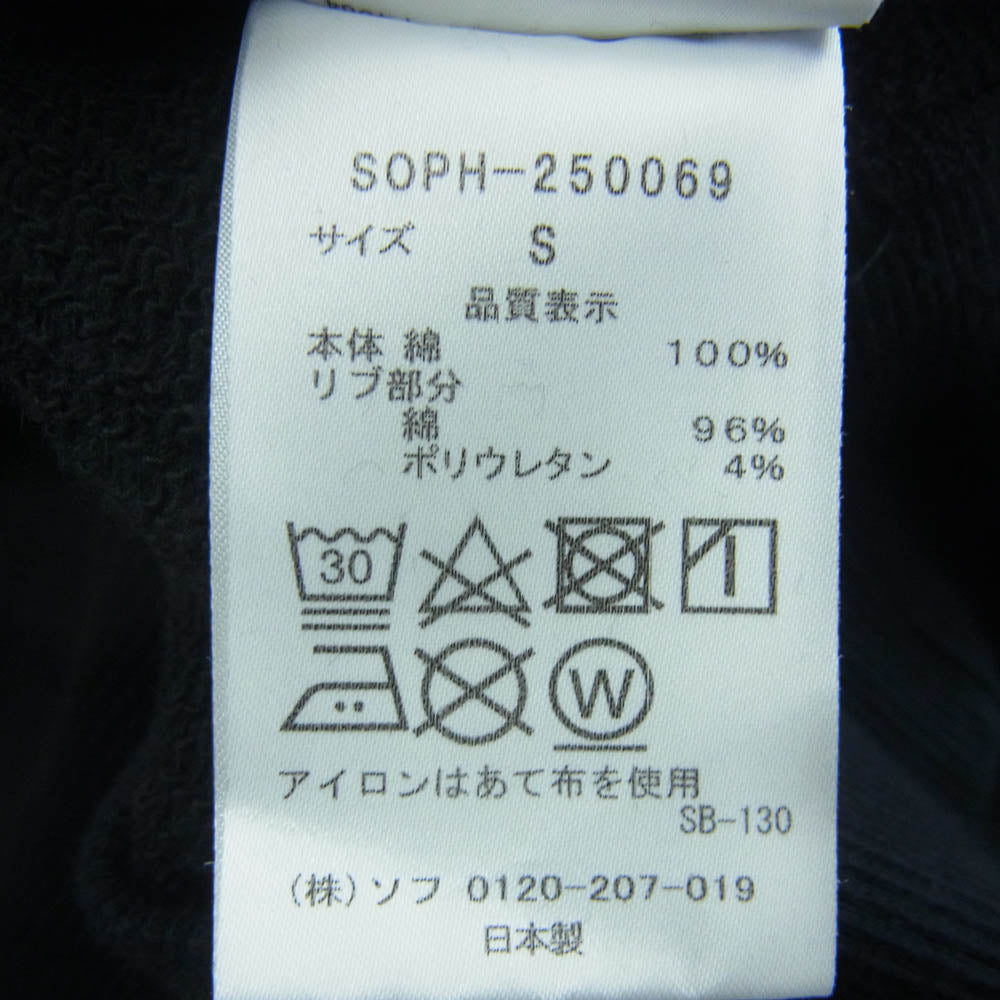 SOPH-250069
サイズ S
品質表示
本体 綿 100%
リブ部分
綿 96%
ポリウレタン 4%
30
W
アイロンはあて布を使用
SB-130
(株)ソフ 0120-207-019
日本製